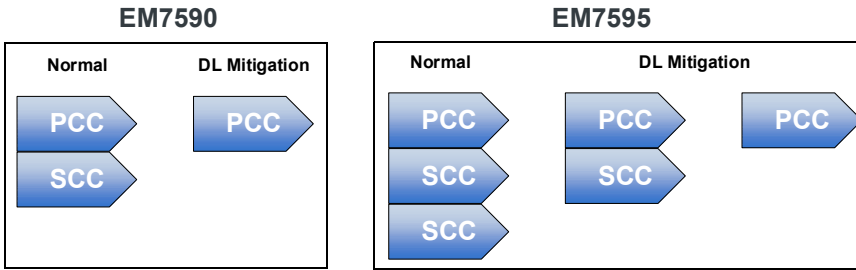 EM7590
Normal
DL Mitigation
PCC
PCC
SCC
EM7595
Normal
DL Mitigation
PCC
PCC
PCC
SCC
SCC
SCC